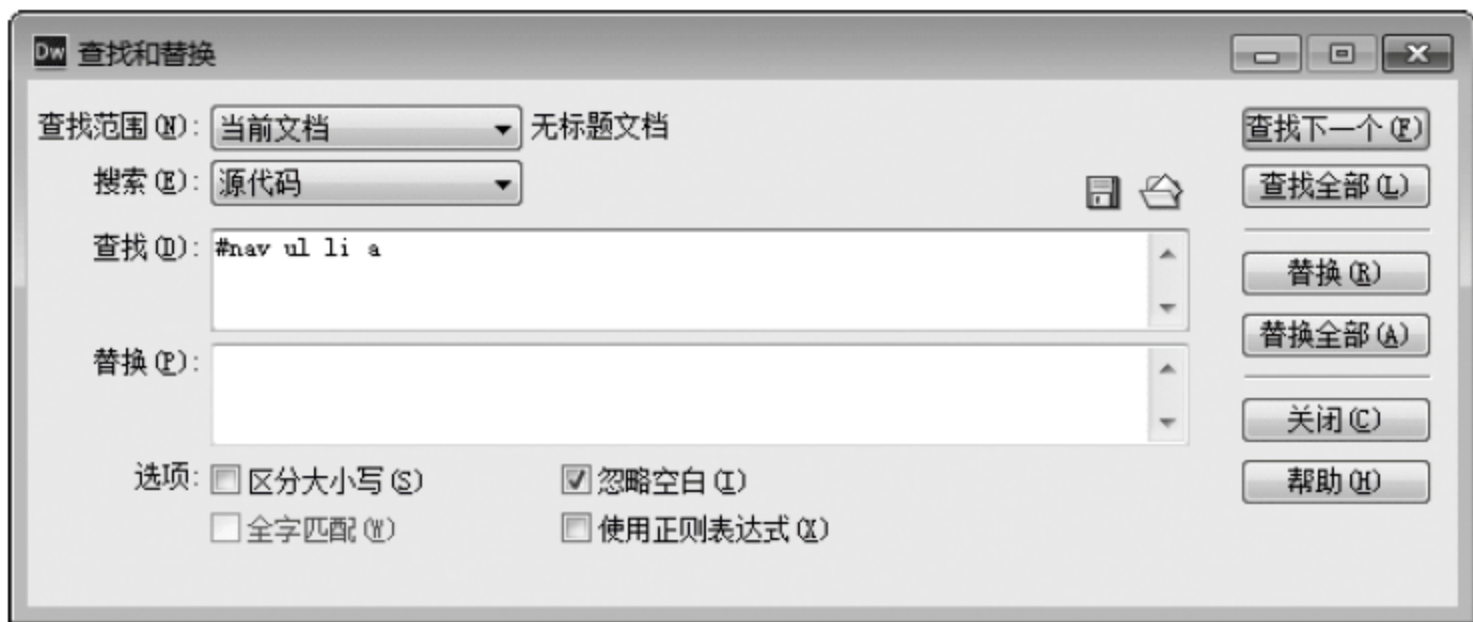 Dw 查找和替换
查找范围(N): 当前文档 无标题文档 查找下一个(F)
搜索(E): 源代码 查找全部(L)
查找(D): #nav ul li a
替换(R)
替换全部(A)
替换(P):
关闭(C)
选项: 区分大小写(S) 忽略空白(I) 帮助(H)
全字匹配(W) 使用正则表达式(X)